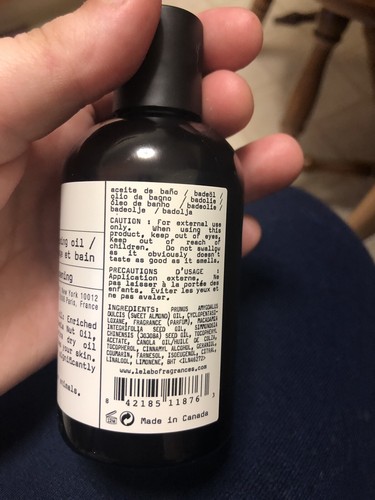 ing oil /
et bain
New York 10012
Paris, France
enriched
Nut Oil,
dry oil
your skin.
significantly
aceite de baño / badeöl /
olio da bagno / badolie /
óleo de banho / badeolie /
badeolje / badolja
CAUTION : For external use
only. When using this
product, keep out of eyes.
Keep out of reach of
children. Do not swallow
as it obviously doesn't
taste as good as it smells.
PRECAUTIONS D'USAGE :
Application externe. Ne
pas laisser à la portée des
enfants. Eviter les yeux et
ne pas avaler.
INGREDIENTS: PRUNUS AMYGDALUS
DULCIS (SWEET ALMOND) OIL, CYCLOPENTASI-
LOXANE, FRAGRANCE (PARFUM), MACADAMIA
INTEGRIFOLIA SEED OIL, SIMMONDSIA
CHINENSIS (JOJOBA) SEED OIL, TOCOPHERYL
ACETATE, CANOLA OIL/HUILE DE COLZA,
TOCOPHEROL, CINNAMYL ALCOHOL, GERANIOL,
COUMARIN, FARNESOL, ISOEUGENOL, CITRAL,
LINALOOL, LIMONENE, BHT
www.lelabofragrances.com
8 42185 11876 3
Made in Canada